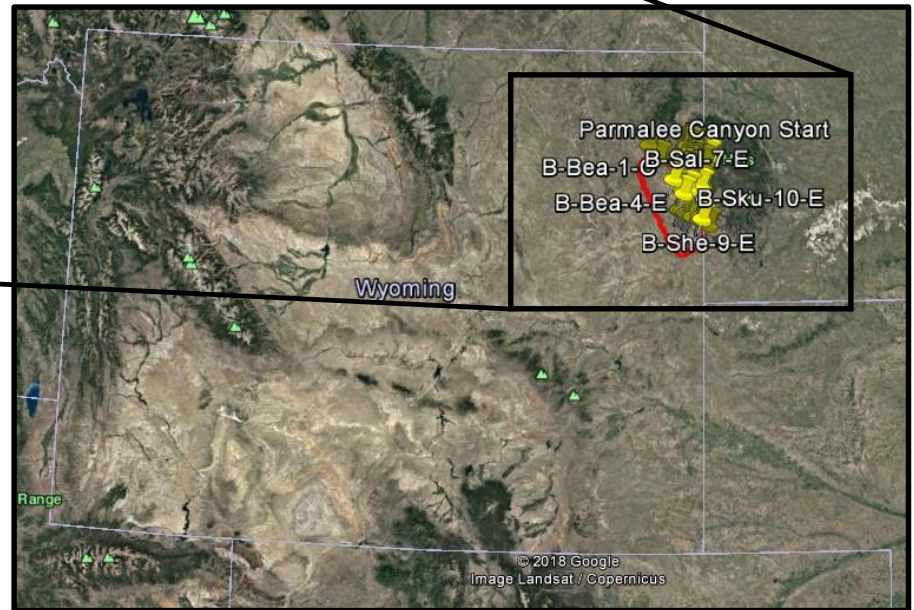 Parmalee Canyon Start
B-Bea-1-C
B-Sal-7-E
B-Bea-4-E
B-Sku-10-E
B-She-9-E
Wyoming
Range
© 2018 Google
Image Landsat / Copernicus